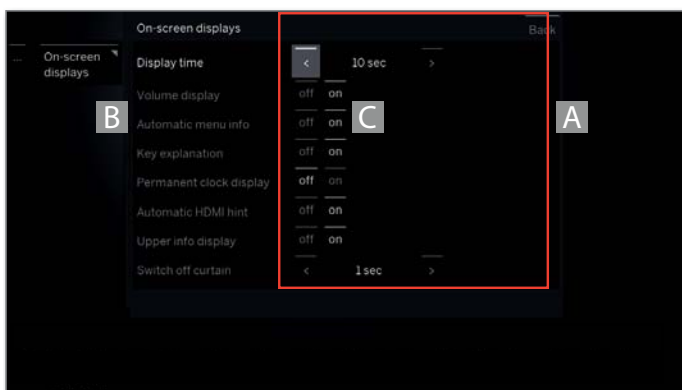 On-screen displays
Back
...
On-screen
displays
Display time < 10 sec >
Volume display off on
B
Automatic menu info off on
C
A
Key explanation off on
Permanent clock display off on
Automatic HDMI hint off on
Upper info display off on
Switch off curtain < 1 sec >